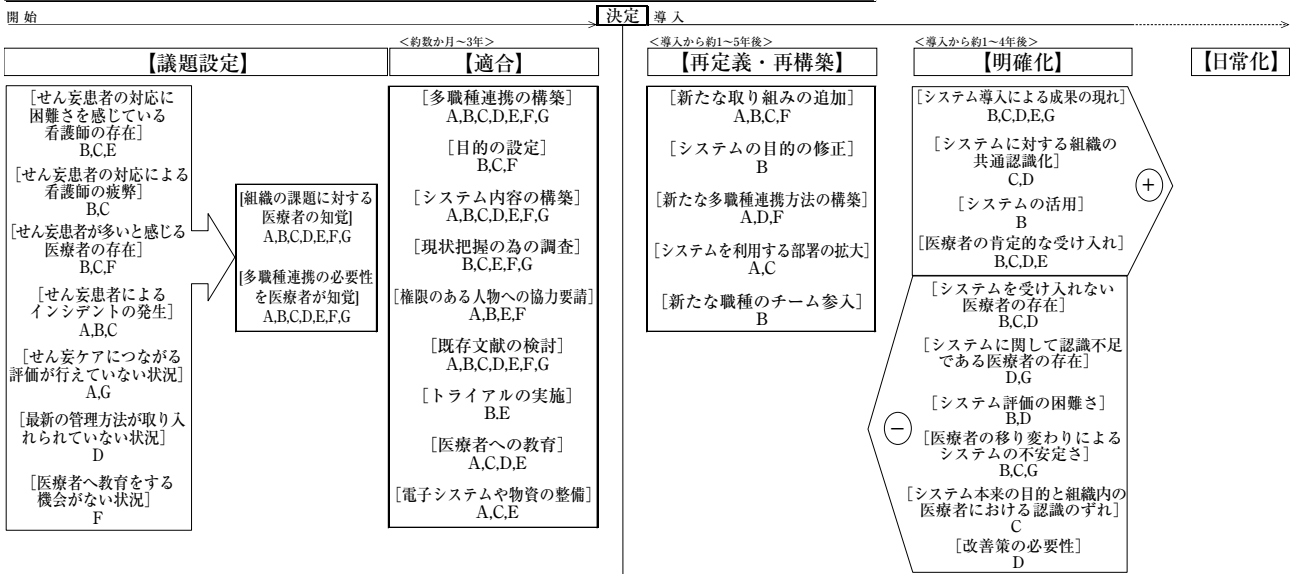 開 始
決定
導 入
【議題設定】
[せん妄患者の対応に
困難さを感じている
看護師の存在]
B,C,E
[せん妄患者の対応による
看護師の疲弊]
B,C
[せん妄患者が多いと感じる
医療者の存在]
B,C,F
[せん妄患者による
インシデントの発生]
A,B,C
[せん妄ケアにつながる
評価が行えていない状況]
A,G
[最新の管理方法が取り入
れられていない状況]
D
[医療者へ教育をする
機会がない状況]
F
[組織の課題に対する
医療者の知覚]
A,B,C,D,E,F,G
[多職種連携の必要性
を医療者が知覚]
A,B,C,D,E,F,G
<約数か月~3年>
【適合】
[多職種連携の構築]
A,B,C,D,E,F,G
[目的の設定]
B,C,F
[システム内容の構築]
A,B,C,D,E,F,G
[現状把握の為の調査]
B,C,E,F,G
[権限のある人物への協力要請]
A,B,E,F
[既存文献の検討]
A,B,C,D,E,F,G
[トライアルの実施]
B.E
[医療者への教育]
A,C,D,E
[電子システムや物資の整備]
A,C,E
<導入から約1~5年後>
【再定義・再構築】
[新たな取り組みの追加]
A,B,C,F
[システムの目的の修正]
B
[新たな多職種連携方法の構築]
A,D,F
[システムを利用する部署の拡大]
A,C
[新たな職種のチーム参入]
B
<導入から約1~4年後>
【明確化】
[システム導入による成果の現れ]
B,C,D,E,G
[システムに対する組織の
共通認識化]
C,D
[システムの活用]
B
[医療者の肯定的な受け入れ]
B,C,D,E
+
[システムを受け入れない
医療者の存在]
B,C,D
[システムに関して認識不足
である医療者の存在]
D,G
[システム評価の困難さ]
B,D
[医療者の移り変わりによる
システムの不安定さ]
B,C,G
[システム本来の目的と組織内の
医療者における認識のずれ]
C
[改善策の必要性]
D
−
【日常化】